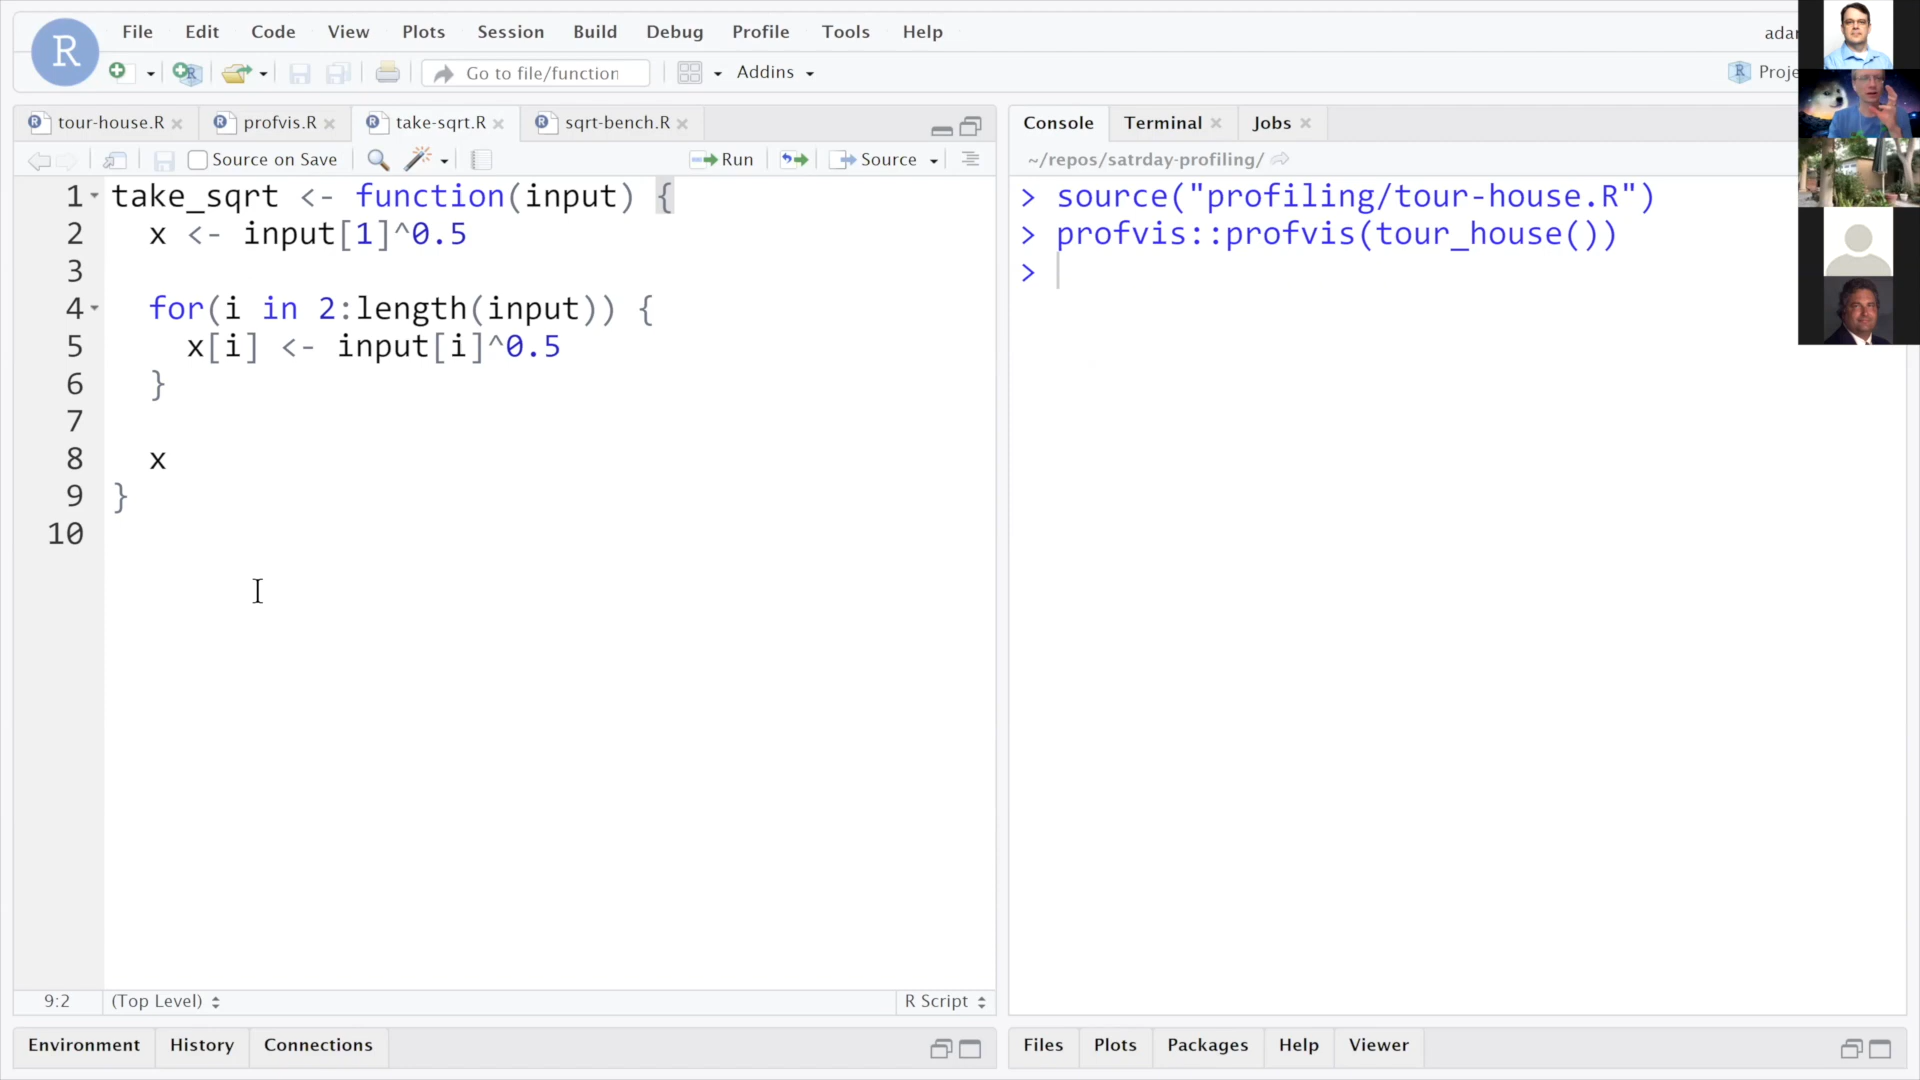 R
File Edit Code View Plots Session Build Debug Profile Tools Help
Go to file/function
Addins
tour-house.R
profvis.R
take-sqrt.R
sqrt-bench.R
Source on Save
Run
Source
1 take_sqrt <- function(input) {
2 x <- input[1]^0.5
3
4 for(i in 2:length(input)) {
5 x[i] <- input[i]^0.5
6 }
7
8 x
9 }
10
9:2
(Top Level)
R Script
Environment History Connections
Console Terminal Jobs
~/repos/satrday-profiling/
> source("profiling/tour-house.R")
> profvis::profvis(tour_house())
>
Files Plots Packages Help Viewer